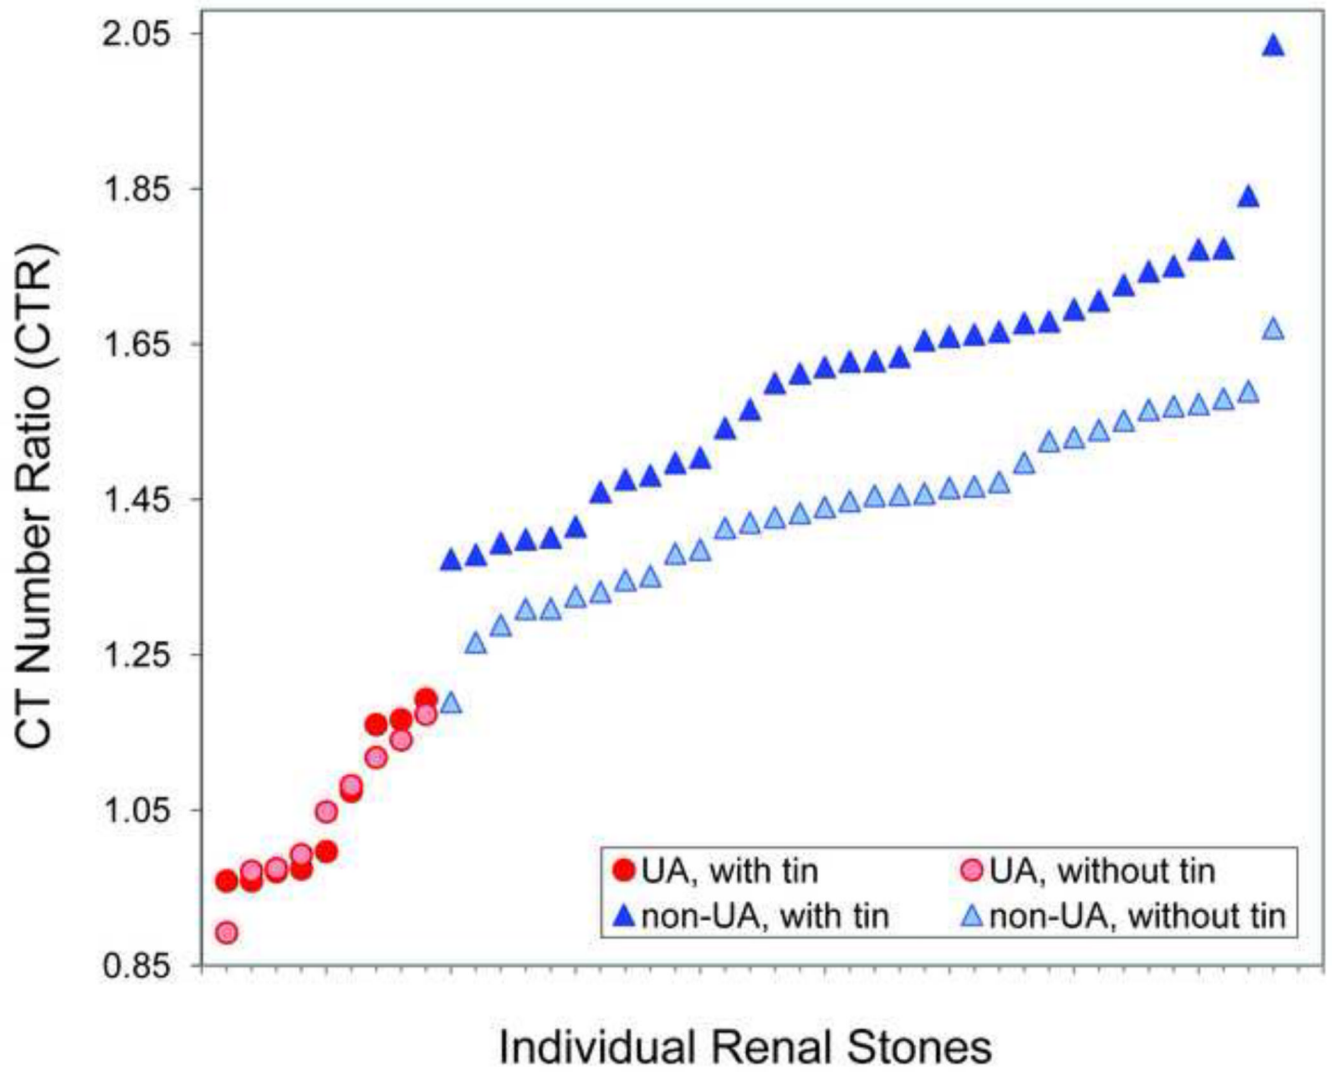 2.05
1.85
1.65
1.45
1.25
1.05
0.85
CT Number Ratio (CTR)
UA, with tin
UA, without tin
non-UA, with tin
non-UA, without tin
Individual Renal Stones